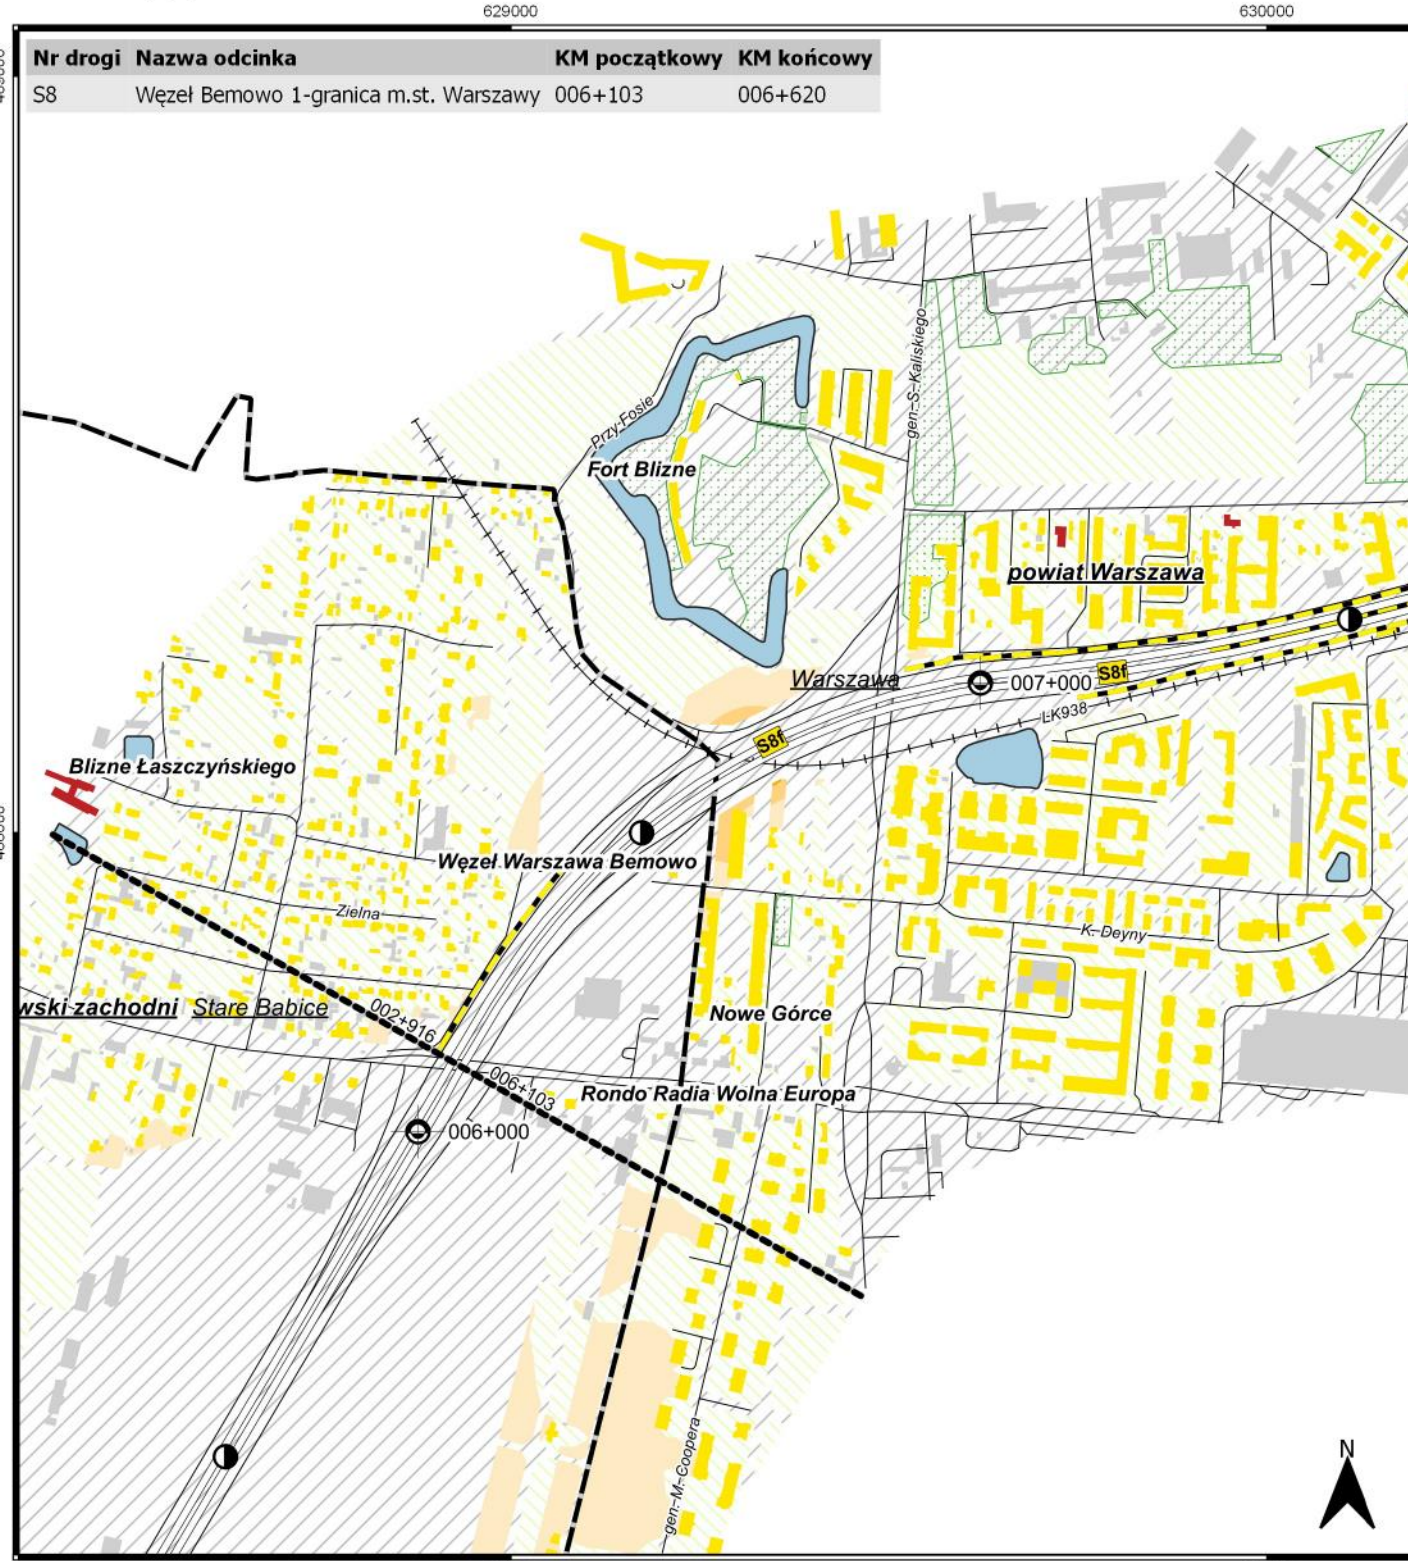 629000
630000
Nr drogi Nazwa odcinka KM początkowy KM końcowy
S8 Węzeł Bemowo 1-granica m.st. Warszawy 006+103 006+620
gen. S. Kaliskiego
Przy Fosie
Fort Blizne
powiat Warszawa
Warszawa
007+000
S8f
LK938
S8f
Blizne Łaszczyńskiego
Węzeł Warszawa Bemowo
Zielna
K. Deyny
wski zachodni
Stare Babice
002+916
Nowe Górce
006+103
Rondo Radia Wolna Europa
006+000
gen. M. Coopera
N